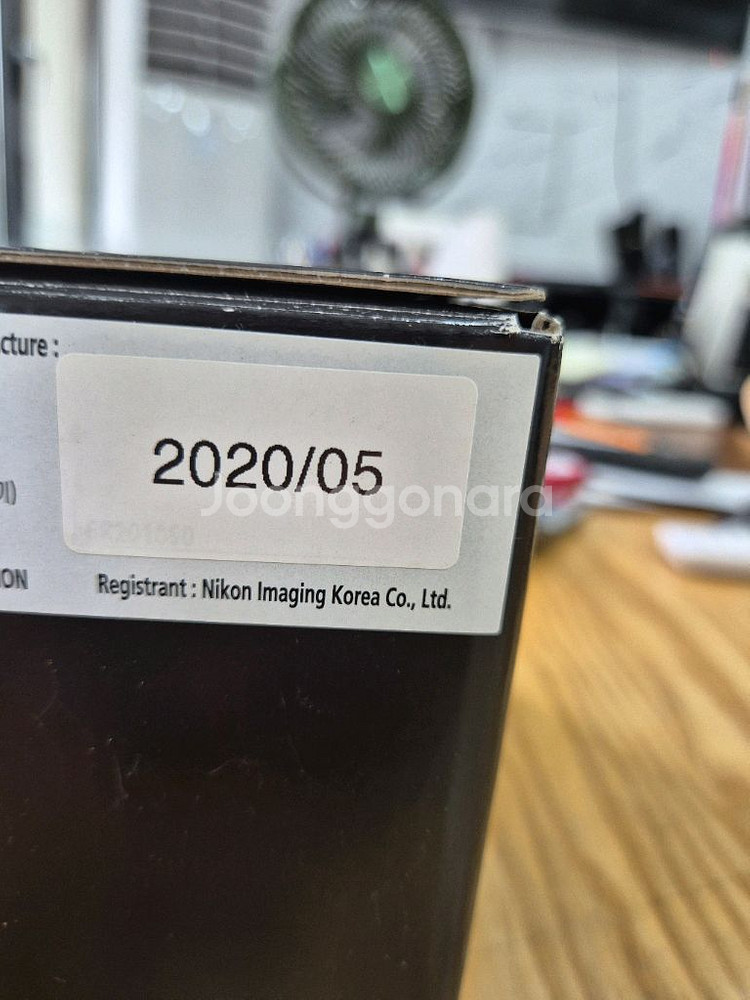 cture :
2020/05
Joonggonara
ON
Registrant : Nikon Imaging Korea Co., Ltd.